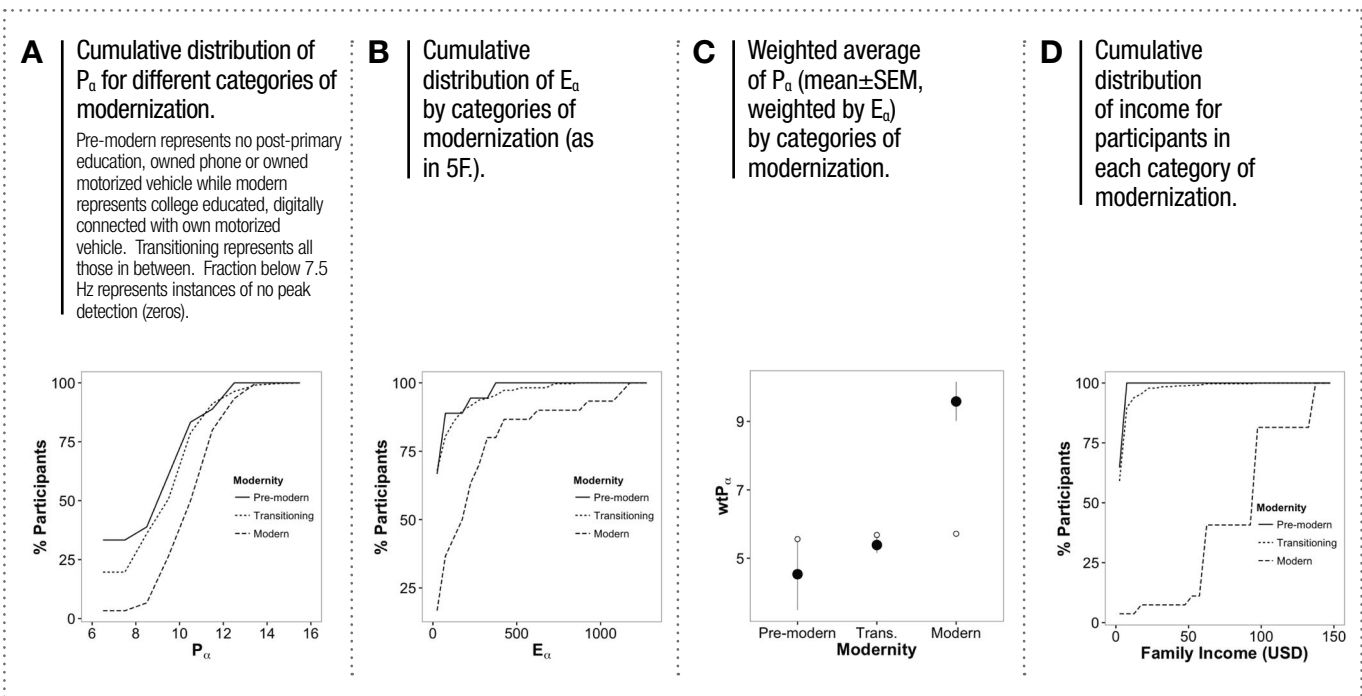 A
Cumulative distribution of
Pα for different categories of
modernization.
Pre-modern represents no post-primary
education, owned phone or owned
motorized vehicle while modern
represents college educated, digitally
connected with own motorized
vehicle. Transitioning represents all
those in between. Fraction below 7.5
Hz represents instances of no peak
detection (zeros).
% Participants
100
75
50
25
0
6 8 10 12 14 16
Pα
Modernity
Pre-modern
Transitioning
Modern
B
Cumulative
distribution of Eα
by categories of
modernization (as
in 5F.).
% Participants
100
75
50
25
0 500 1000
Eα
Modernity
Pre-modern
Transitioning
Modern
C
Weighted average
of Pα (mean±SEM,
weighted by Eα)
by categories of
modernization.
wtPα
9
7
5
Pre-modern Trans. Modern
Modernity
D
Cumulative
distribution
of income for
participants in
each category of
modernization.
% Participants
100
75
50
25
0
0 50 100 150
Family Income (USD)
Modernity
Pre-modern
Transitioning
Modern